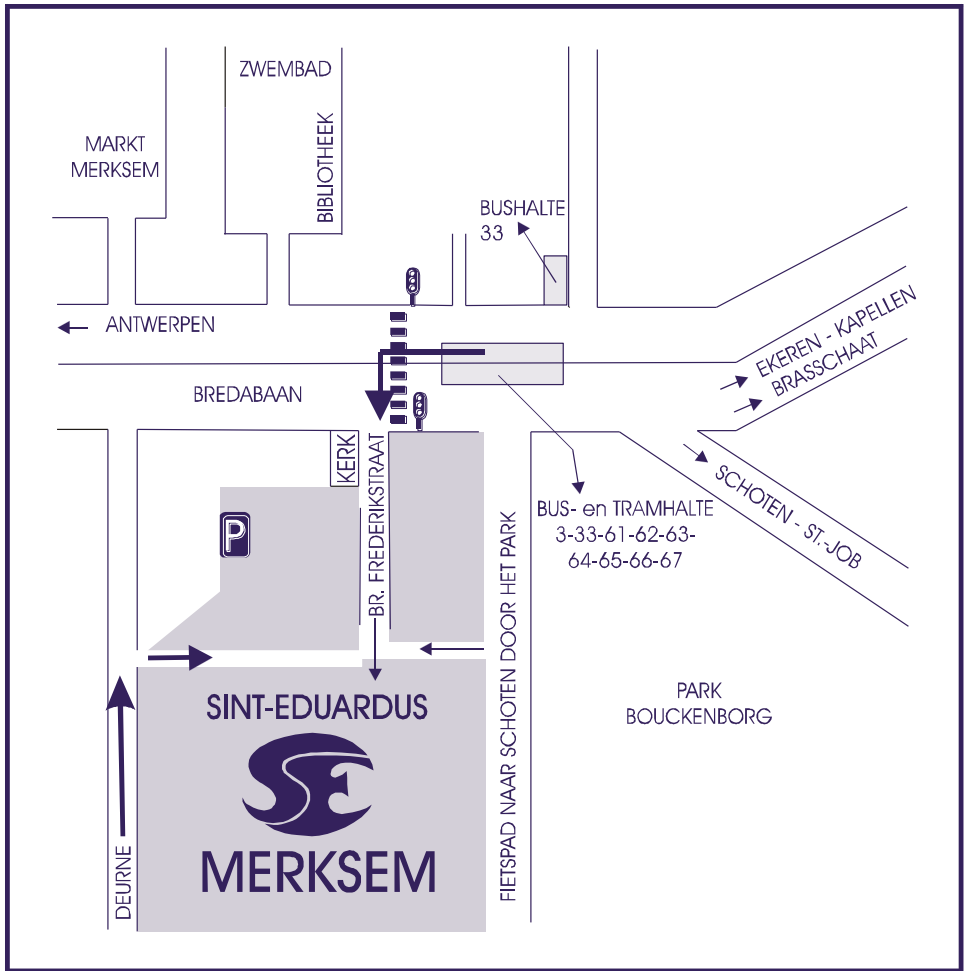 ZWEMBAD
MARKT
MERKSEM
BIBLIOTHEEK
BUSHALTE
33
ANTWERPEN
EKEREN - KAPELLEN
BRASSCHAAT
BREDABAAN
KERK
BR. FREDERIKSTRAAT
SCHOTEN - ST.-JOB
BUS- en TRAMHALTE
3-33-61-62-63-
64-65-66-67
P
FIETSPAD NAAR SCHOTEN DOOR HET PARK
SINT-EDUARDUS
PARK
BOUCKENBORG
SE
MERKSEM
DEURNE